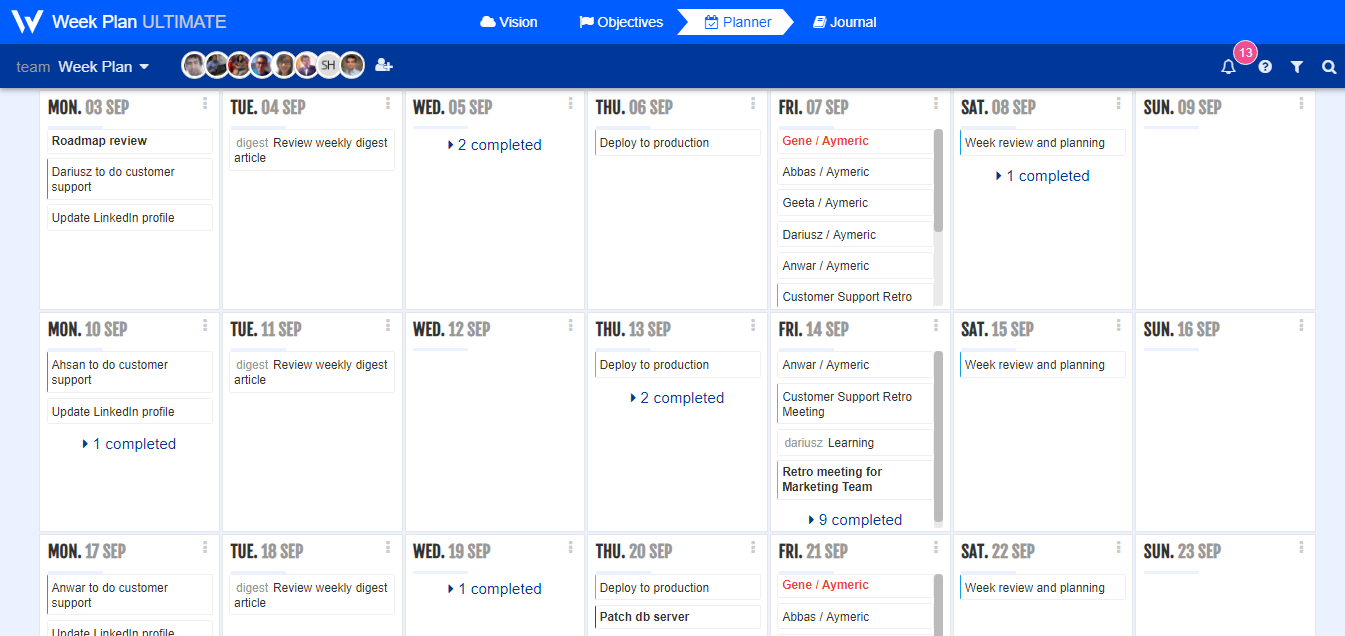 Week Plan ULTIMATE
Vision
Objectives
Planner
Journal
team Week Plan
SH
13
MON. 03 SEP
Roadmap review
Dariusz to do customer
support
Update LinkedIn profile
TUE. 04 SEP
digest Review weekly digest
article
WED. 05 SEP
2 completed
THU. 06 SEP
Deploy to production
FRI. 07 SEP
Gene / Aymeric
Abbas / Aymeric
Geeta / Aymeric
Dariusz / Aymeric
Anwar / Aymeric
Customer Support Retro
SAT. 08 SEP
Week review and planning
1 completed
SUN. 09 SEP
MON. 10 SEP
Ahsan to do customer
support
Update LinkedIn profile
1 completed
TUE. 11 SEP
digest Review weekly digest
article
WED. 12 SEP
THU. 13 SEP
Deploy to production
2 completed
FRI. 14 SEP
Anwar / Aymeric
Customer Support Retro
Meeting
dariusz Learning
Retro meeting for
Marketing Team
9 completed
SAT. 15 SEP
Week review and planning
SUN. 16 SEP
MON. 17 SEP
Anwar to do customer
support
Update LinkedIn profile
TUE. 18 SEP
digest Review weekly digest
article
WED. 19 SEP
1 completed
THU. 20 SEP
Deploy to production
Patch db server
FRI. 21 SEP
Gene / Aymeric
Abbas / Aymeric
SAT. 22 SEP
Week review and planning
SUN. 23 SEP